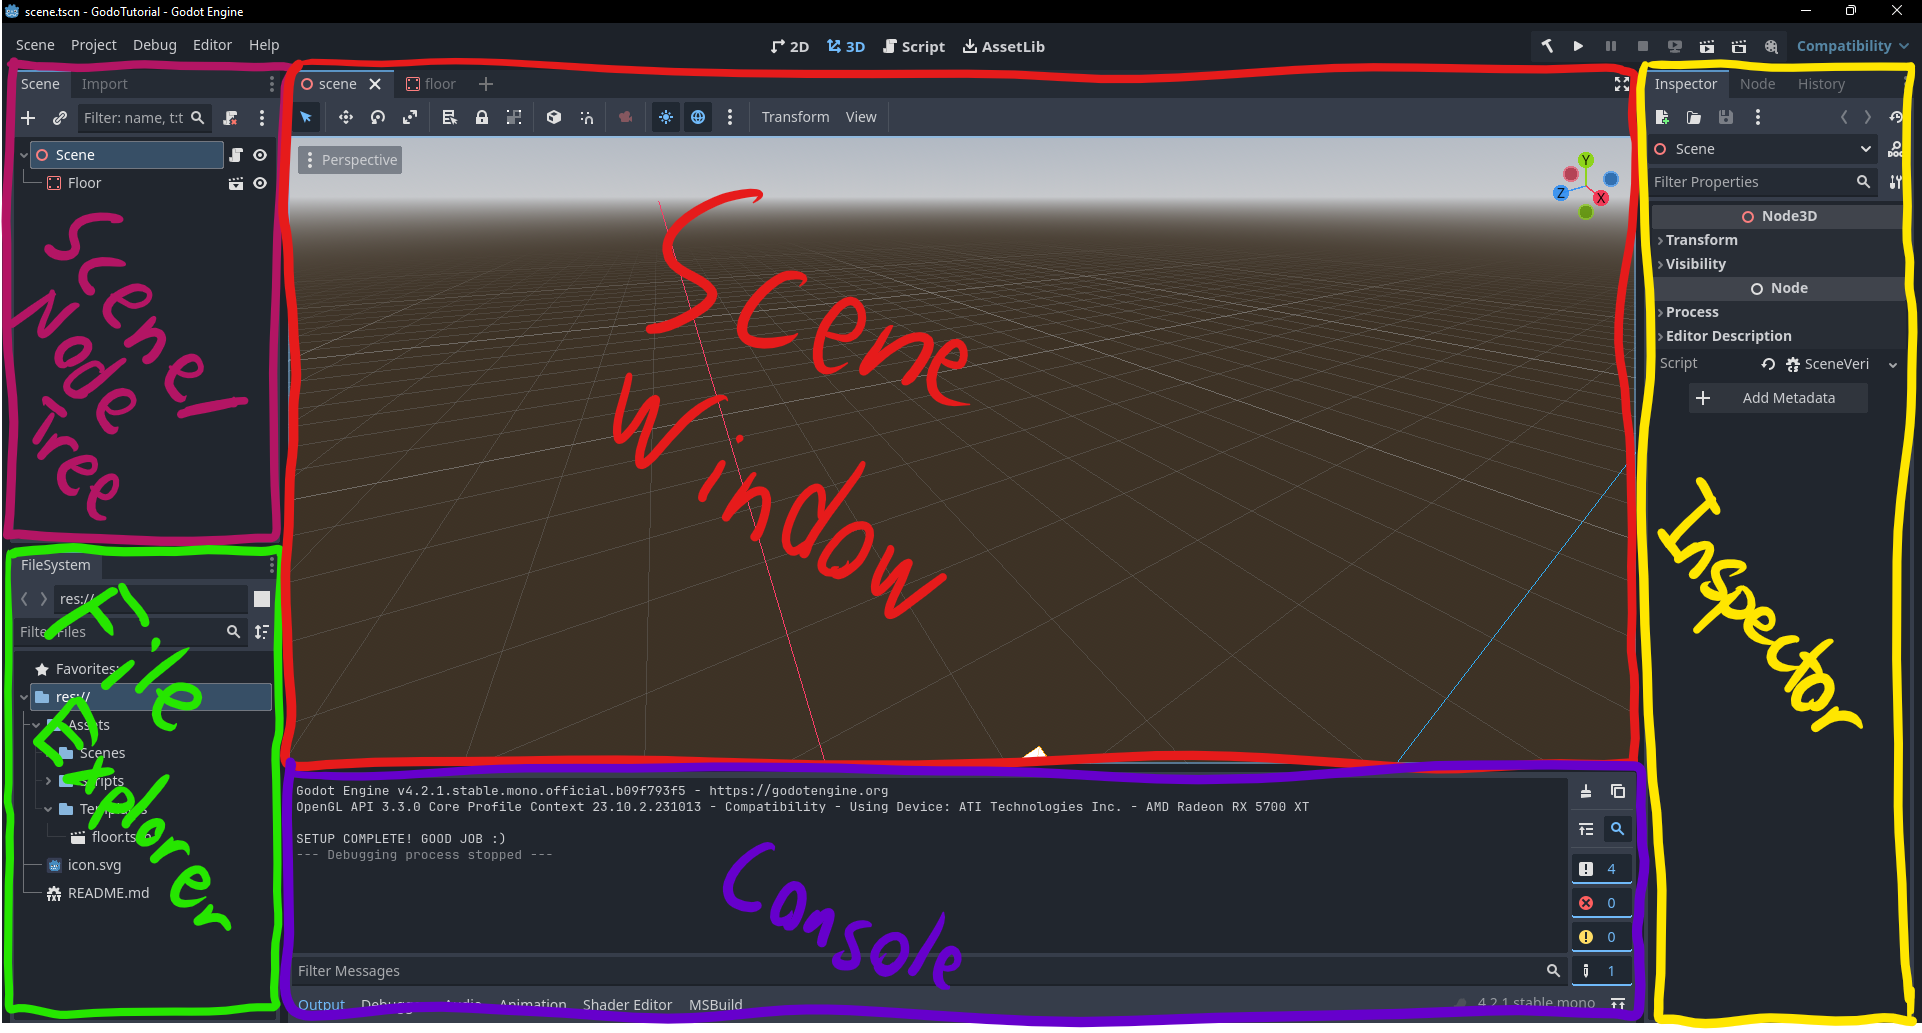 scene.tscn - GodoTutorial - Godot Engine
Scene Project Debug Editor Help
2D 3D Script AssetLib
Compatibility
Scene Import
Filter: name, t:t
Scene
Floor
Scene/
Node
Tree
FileSystem
res://
Filter Files
Favorites:
res://
Assets
Scenes
Scripts
floor.ts
icon.svg
README.md
File
Explorer
scene floor
Transform View
Perspective
Y
Z
X
Scene
Window
Godot Engine v4.2.1.stable.mono.official.b09f793f5 - https://godotengine.org
OpenGL API 3.3.0 Core Profile Context 23.10.2.231013 - Compatibility - Using Device: ATI Technologies Inc. - AMD Radeon RX 5700 XT
SETUP COMPLETE! GOOD JOB :)
--- Debugging process stopped ---
4
0
0
1
Console
Filter Messages
Output Debugg Audio Animation Shader Editor MSBuild
4.2.1.stable.mono
Inspector Node History
Scene
DOC
Filter Properties
Node3D
Transform
Visibility
Node
Process
Editor Description
Script SceneVeri
Add Metadata
Inspector